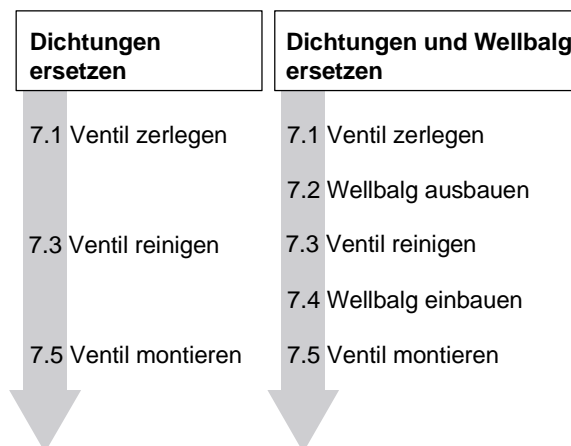 Dichtungen
ersetzen
7.1 Ventil zerlegen
7.3 Ventil reinigen
7.5 Ventil montieren
Dichtungen und Wellbalg
ersetzen
7.1 Ventil zerlegen
7.2 Wellbalg ausbauen
7.3 Ventil reinigen
7.4 Wellbalg einbauen
7.5 Ventil montieren